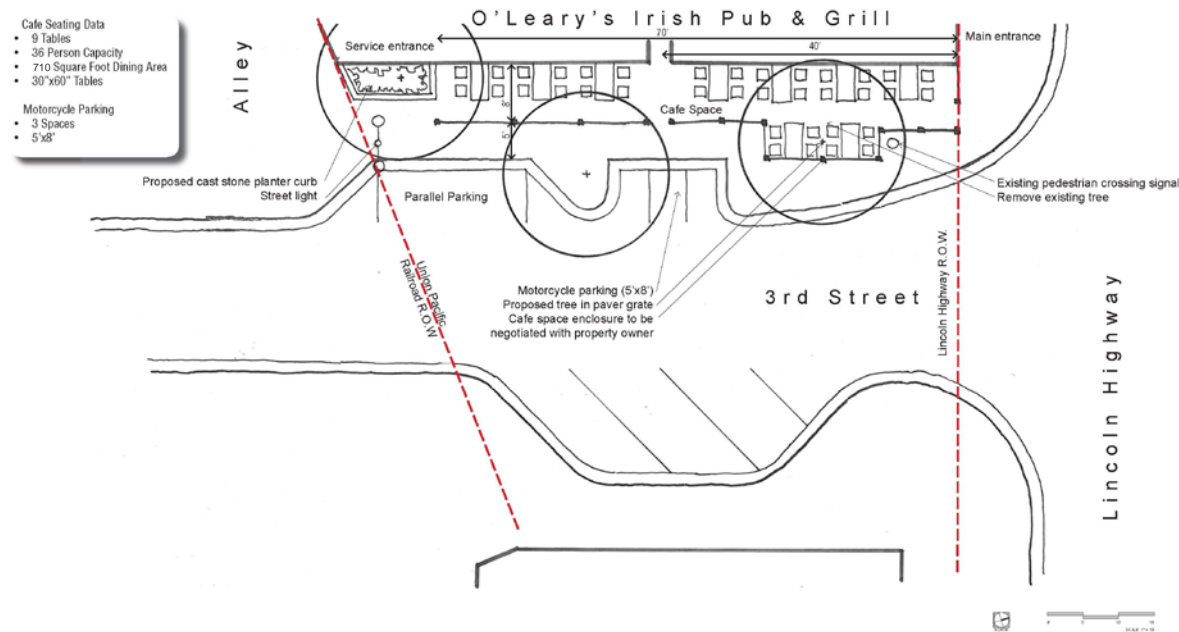 Cafe Seating Data
• 9 Tables
• 36 Person Capacity
• 710 Square Foot Dining Area
• 30"x60" Tables
Motorcycle Parking
• 3 Spaces
• 5'x8'
O'Leary's Irish Pub & Grill
70'
Service entrance
40'
Main entrance
Alley
8'
5'
Cafe Space
Proposed cast stone planter curb
Street light
Parallel Parking
Existing pedestrian crossing signal
Remove existing tree
Union Pacific
Railroad R.O.W
Motorcycle parking (5'x8')
Proposed tree in paver grate
Cafe space enclosure to be
negotiated with property owner
3rd Street
Lincoln Highway R.O.W.
Lincoln Highway